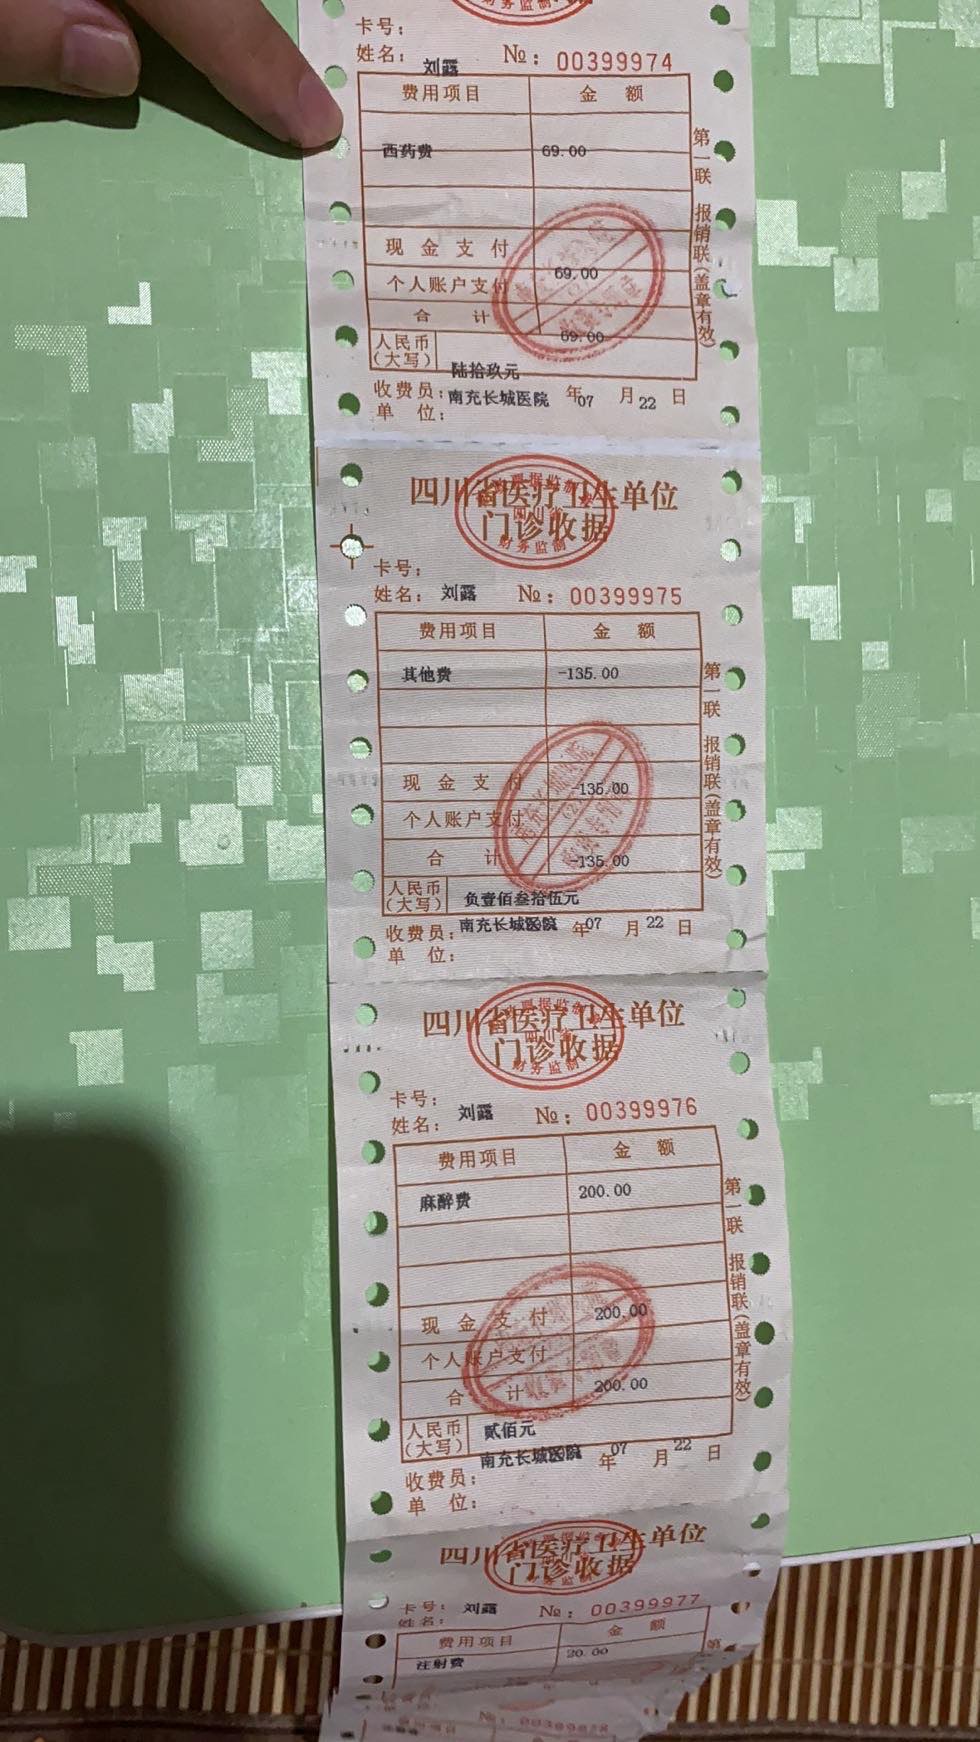 卡号:
姓名: 刘露 №: 00399974
费用项目 金 额
西药费 69.00
现 金 支 付 69.00
个人账户支付
合 计 69.00
人民币(大写) 陆拾玖元
收费员: 南充长城医院 年 07 月 22 日
单 位:
第一联 报销联(盖章有效)
四川省医疗卫生单位
门诊收据
财务监制
卡号:
姓名: 刘露 №: 00399975
费用项目 金 额
其他费 -135.00
现 金 支 付 -135.00
个人账户支付
合 计 -135.00
人民币(大写) 负壹佰叁拾伍元
收费员: 南充长城医院 年 07 月 22 日
单 位:
第一联 报销联(盖章有效)
四川省医疗卫生单位
门诊收据
财务监制
卡号:
姓名: 刘露 №: 00399976
费用项目 金 额
麻醉费 200.00
现 金 支 付 200.00
个人账户支付
合 计 200.00
人民币(大写) 贰佰元
收费员: 南充长城医院 年 07 月 22 日
单 位:
第一联 报销联(盖章有效)
四川省医疗卫生单位
门诊收据
卡号:
姓名: 刘露 №: 00399977
费用项目 金 额
注射费 20.00
第